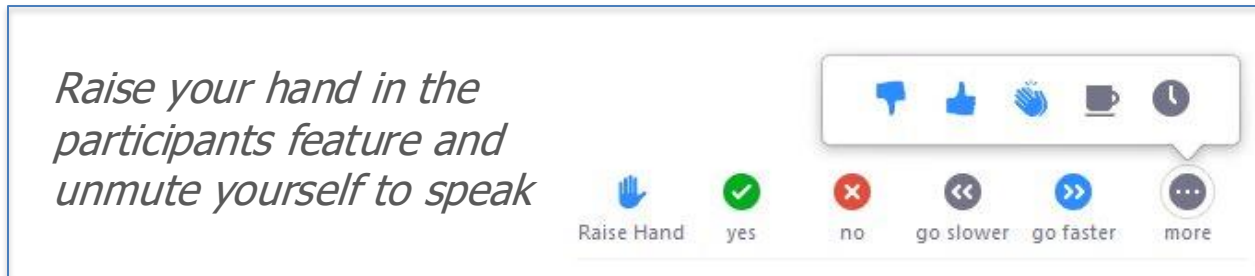 Raise your hand in the
participants feature and
unmute yourself to speak
Raise Hand yes no go slower go faster more